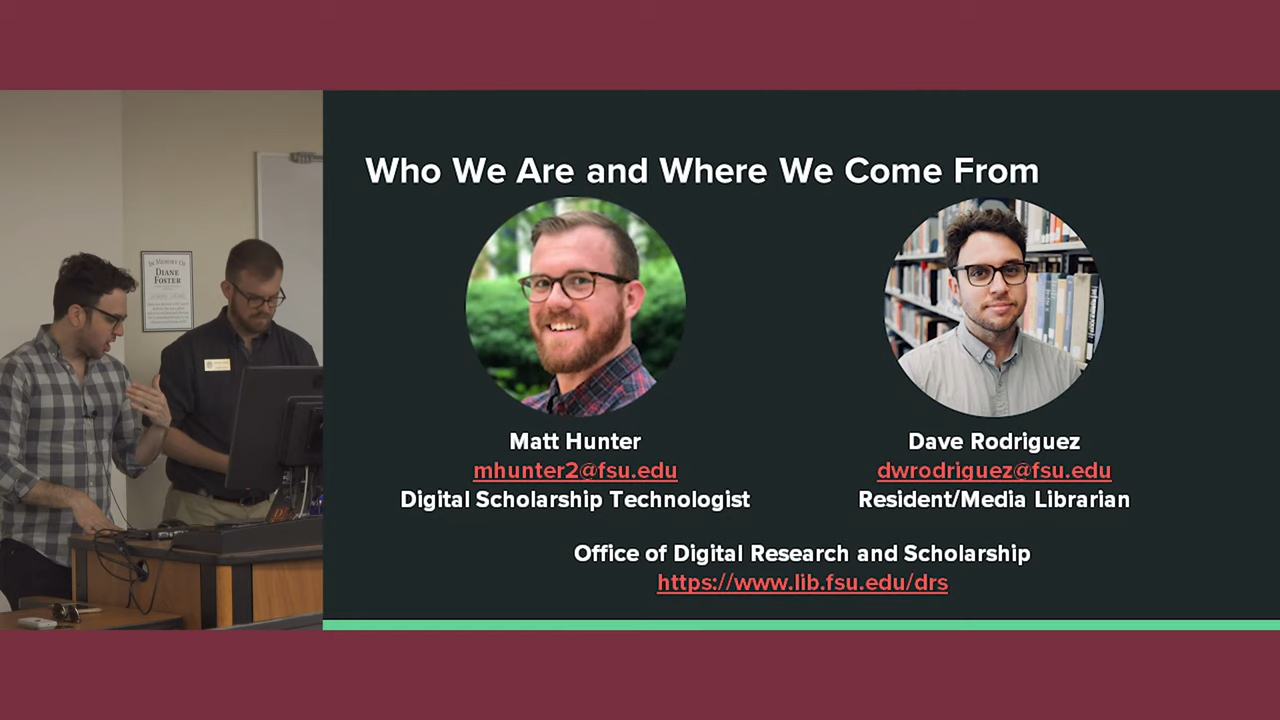 Who We Are and Where We Come From
IN MEMORY OF
DIANE
FOSTER
Matt Hunter
mhunter2@fsu.edu
Digital Scholarship Technologist
Dave Rodriguez
dwrodriguez@fsu.edu
Resident/Media Librarian
Office of Digital Research and Scholarship
https://www.lib.fsu.edu/drs